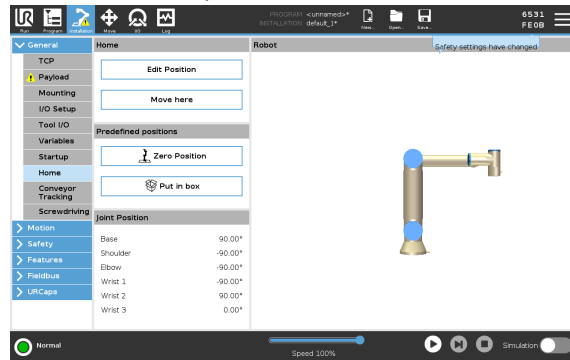 UR
Run
Program
Installation
Move
I/O
Log
PROGRAM <unnamed>*
INSTALLATION default_1*
New...
Open...
Save...
6531
FE0B
Safety settings have changed
General
TCP
Payload
Mounting
I/O Setup
Tool I/O
Variables
Startup
Home
Conveyor
Tracking
Screwdriving
Motion
Safety
Features
Fieldbus
URCaps
Home
Edit Position
Move here
Predefined positions
Zero Position
Put in box
Joint Position
Base 90.00°
Shoulder -90.00°
Elbow -90.00°
Wrist 1 -90.00°
Wrist 2 90.00°
Wrist 3 0.00°
Robot
Normal
Speed 100%
Simulation